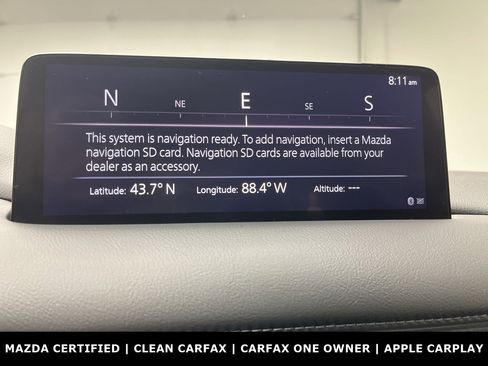 8:11 am
N NE E SE S
This system is navigation ready. To add navigation, insert a Mazda
navigation SD card. Navigation SD cards are available from your
dealer as an accessory.
Latitude: 43.7° N Longitude: 88.4° W Altitude: ---
MAZDA CERTIFIED | CLEAN CARFAX | CARFAX ONE OWNER | APPLE CARPLAY